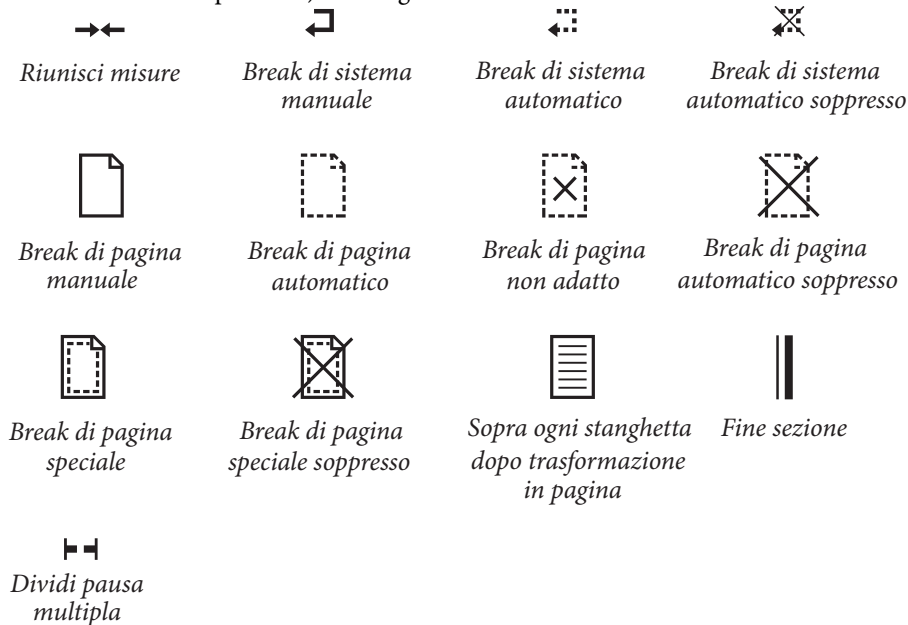 Riunisci misure
Break di sistema
manuale
Break di sistema
automatico
Break di sistema
automatico soppresso
Break di pagina
manuale
Break di pagina
automatico
Break di pagina
non adatto
Break di pagina
automatico soppresso
Break di pagina
speciale
Break di pagina
speciale soppresso
Sopra ogni stanghetta
dopo trasformazione
in pagina
Fine sezione
Dividi pausa
multipla